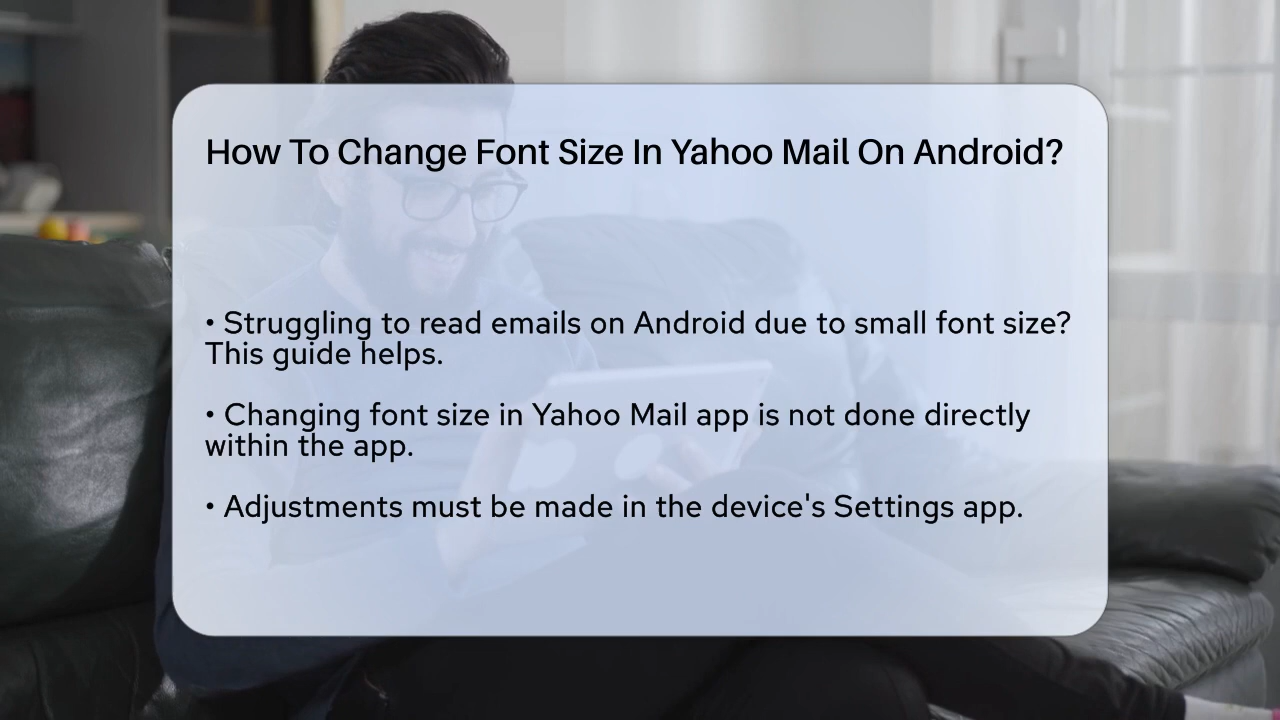 How To Change Font Size In Yahoo Mail On Android?
• Struggling to read emails on Android due to small font size?
This guide helps.
• Changing font size in Yahoo Mail app is not done directly
within the app.
• Adjustments must be made in the device's Settings app.